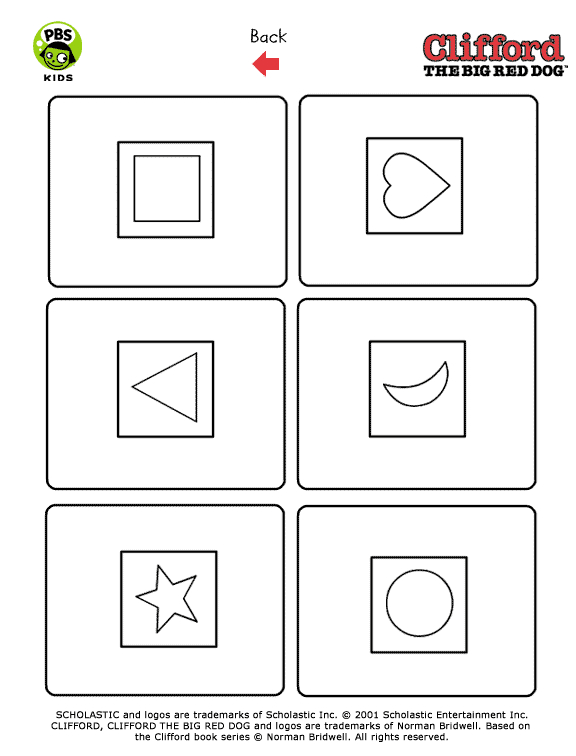 PBS
KIDS
Back
Clifford
THE BIG RED DOG™
SCHOLASTIC and logos are trademarks of Scholastic Inc. © 2001 Scholastic Entertainment Inc.
CLIFFORD, CLIFFORD THE BIG RED DOG and logos are trademarks of Norman Bridwell. Based on
the Clifford book series © Norman Bridwell. All rights reserved.